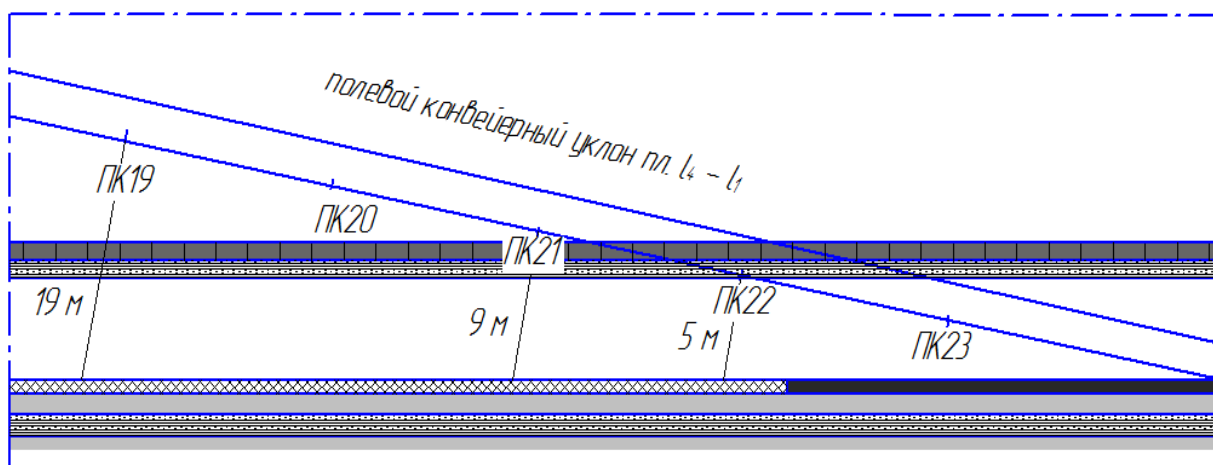 полевой конвейерный уклон пл. l₄ – l₁
ПК19
ПК20
ПК21
ПК22
ПК23
19 м
9 м
5 м